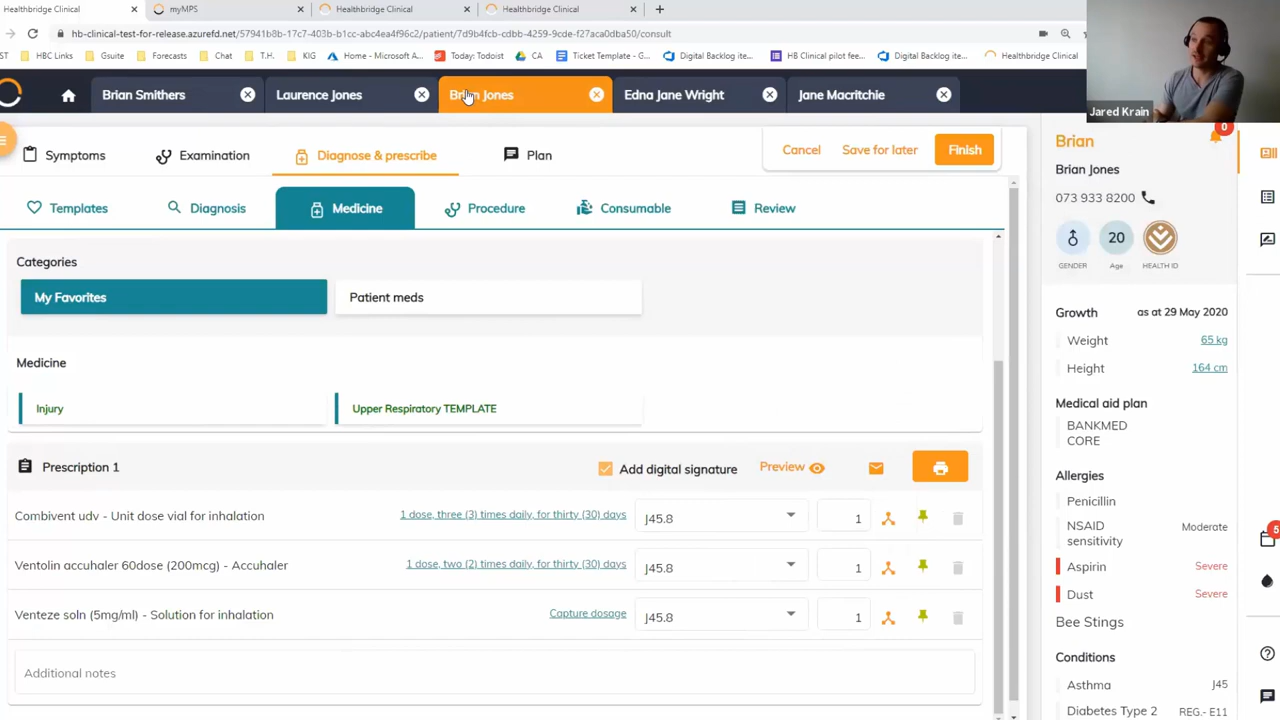 Healthbridge Clinical
myMPS
Healthbridge Clinical
Healthbridge Clinical
hb-clinical-test-for-release.azurefd.net/57941b8b-17c7-403b-b1cc-abc4ea4f96c2/patient/7d9b4fcb-cdbb-4259-9cde-f27aca0dba50/consult
ST
HBC Links
Gsuite
Forecasts
Chat
T.H.
KIG
Home - Microsoft A...
Today: Todoist
CA
Ticket Template - G...
Digital Backlog ite...
HB Clinical pilot fee...
Digital Backlog ite...
Healthbridge Clinical
Jared Krain
Brian Smithers
Laurence Jones
Brian Jones
Edna Jane Wright
Jane Macritchie
Symptoms
Examination
Diagnose & prescribe
Plan
Cancel
Save for later
Finish
Templates
Diagnosis
Medicine
Procedure
Consumable
Review
Categories
My Favorites
Patient meds
Medicine
Injury
Upper Respiratory TEMPLATE
Prescription 1
Add digital signature
Preview
Combivent udv - Unit dose vial for inhalation
1 dose, three (3) times daily, for thirty (30) days
J45.8
1
Ventolin accuhaler 60dose (200mcg) - Accuhaler
1 dose, two (2) times daily, for thirty (30) days
J45.8
1
Venteze soln (5mg/ml) - Solution for inhalation
Capture dosage
J45.8
1
Additional notes
0
Brian
Brian Jones
073 933 8200
20
GENDER
Age
HEALTH ID
Growth
as at 29 May 2020
Weight
65 kg
Height
164 cm
Medical aid plan
BANKMED
CORE
Allergies
Penicillin
NSAID
sensitivity
Moderate
Aspirin
Severe
Dust
Severe
Bee Stings
Conditions
Asthma
J45
Diabetes Type 2
REG.- E11
5